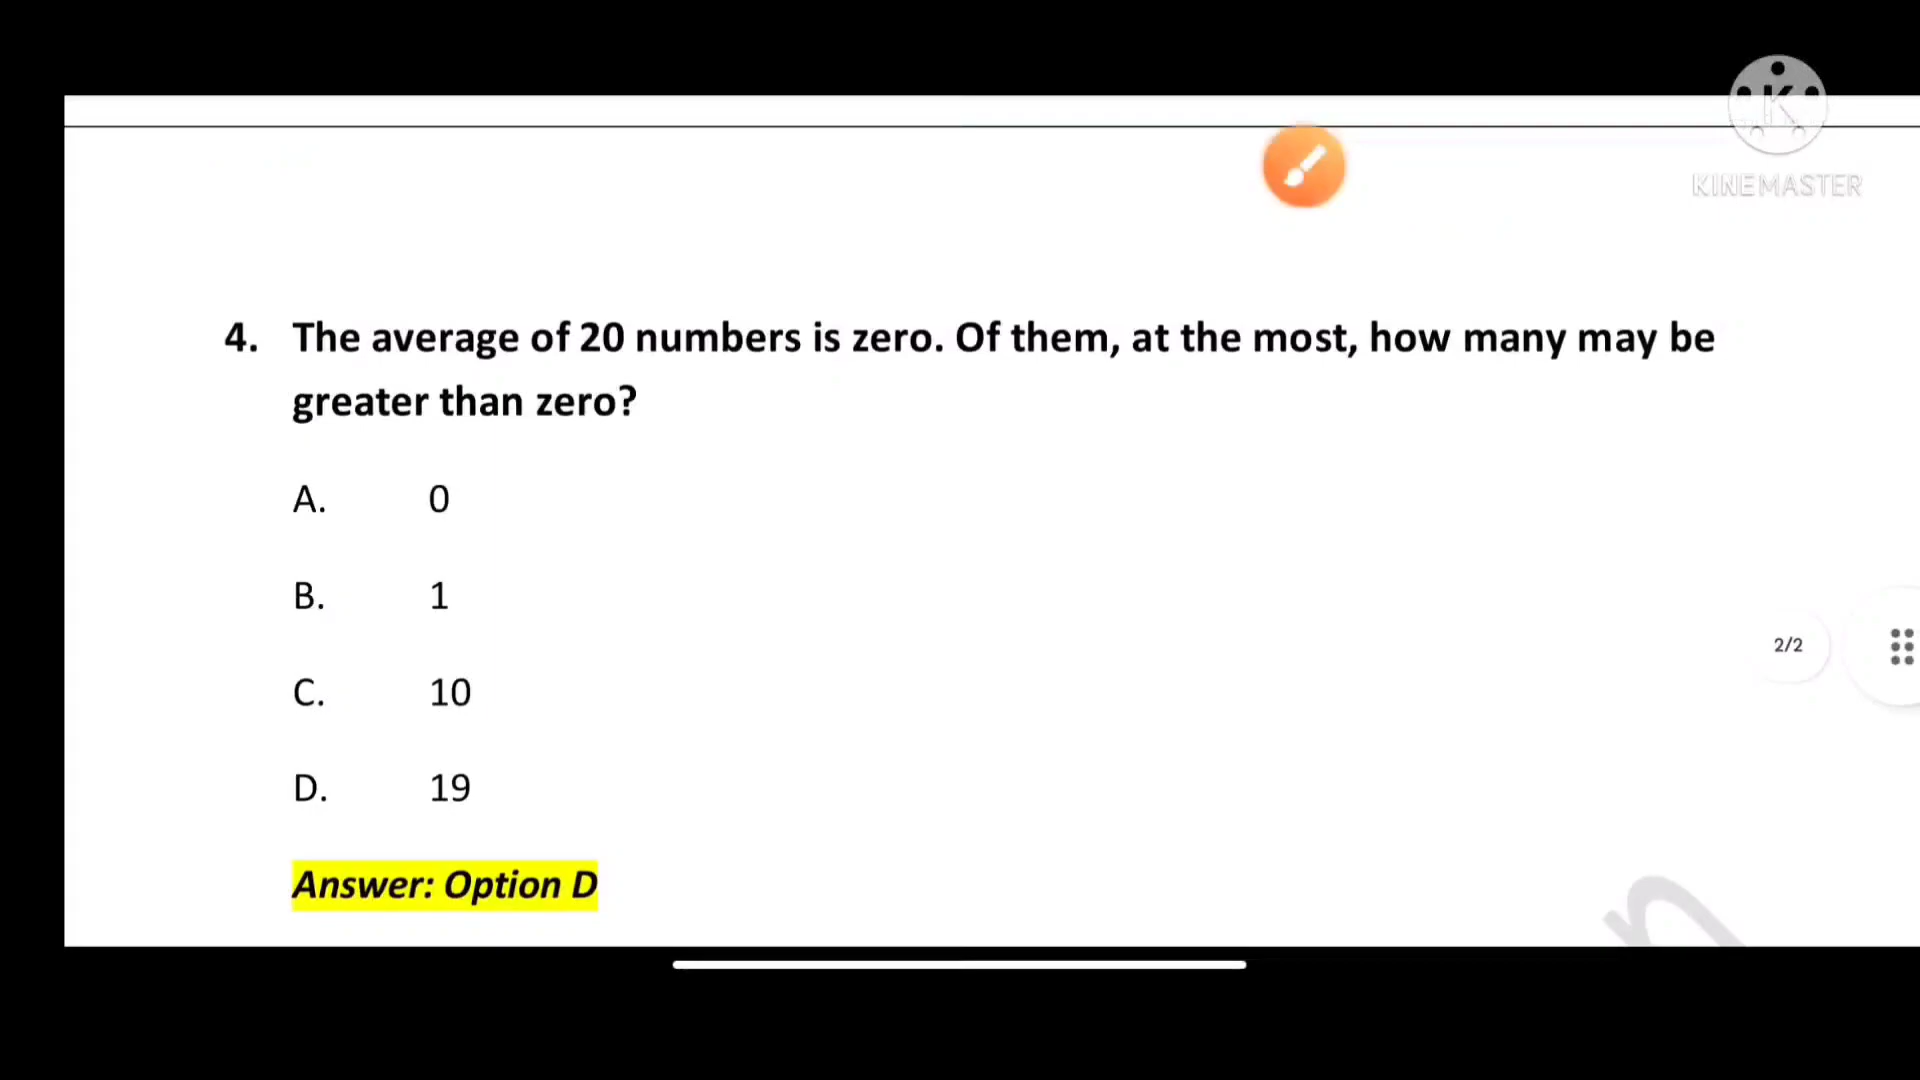 K
KINEMASTER
4. The average of 20 numbers is zero. Of them, at the most, how many may be
greater than zero?
A. 0
B. 1
C. 10
D. 19
2/2
Answer: Option D